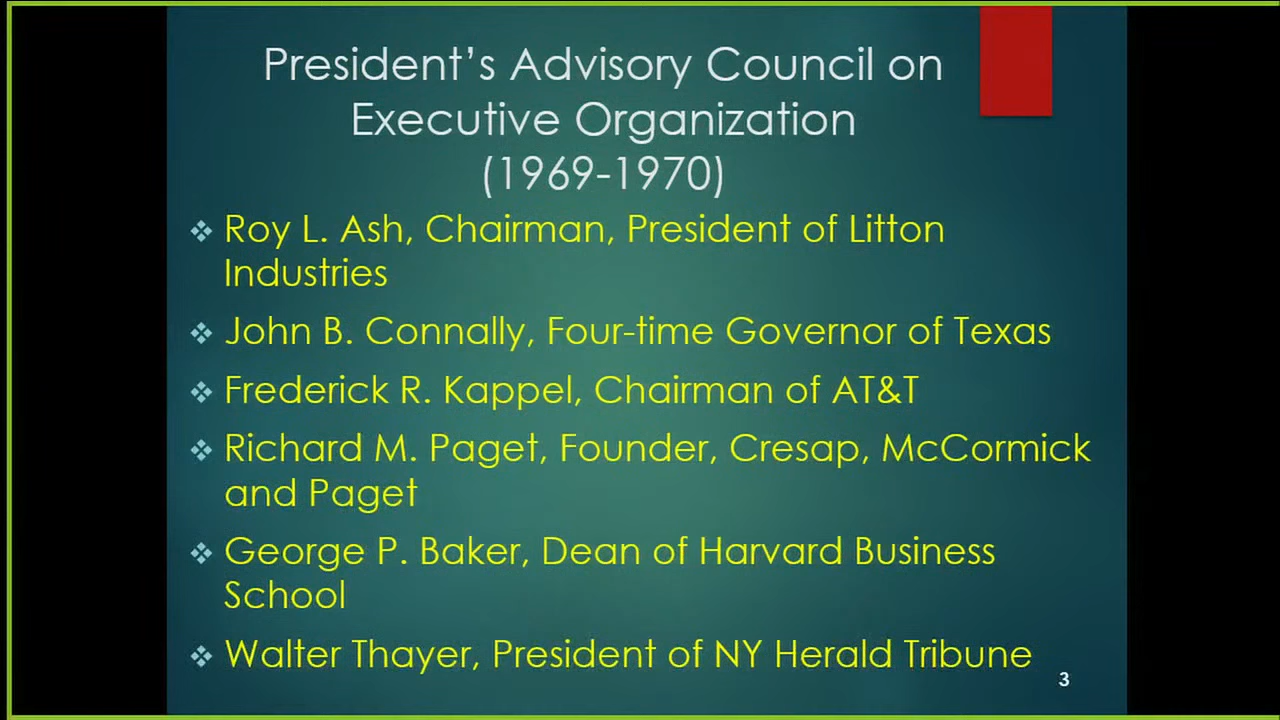 President’s Advisory Council on
Executive Organization
(1969-1970)
❖ Roy L. Ash, Chairman, President of Litton
Industries
❖ John B. Connally, Four-time Governor of Texas
❖ Frederick R. Kappel, Chairman of AT&T
❖ Richard M. Paget, Founder, Cresap, McCormick
and Paget
❖ George P. Baker, Dean of Harvard Business
School
❖ Walter Thayer, President of NY Herald Tribune
3